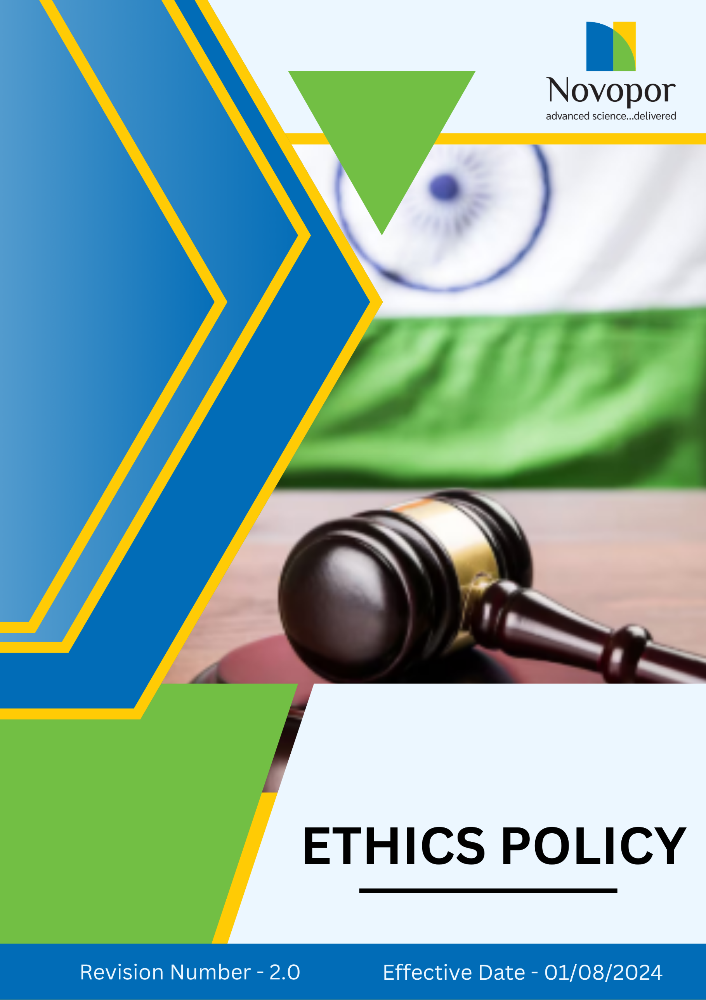 Novopor
advanced science...delivered
ETHICS POLICY
Revision Number - 2.0
Effective Date - 01/08/2024